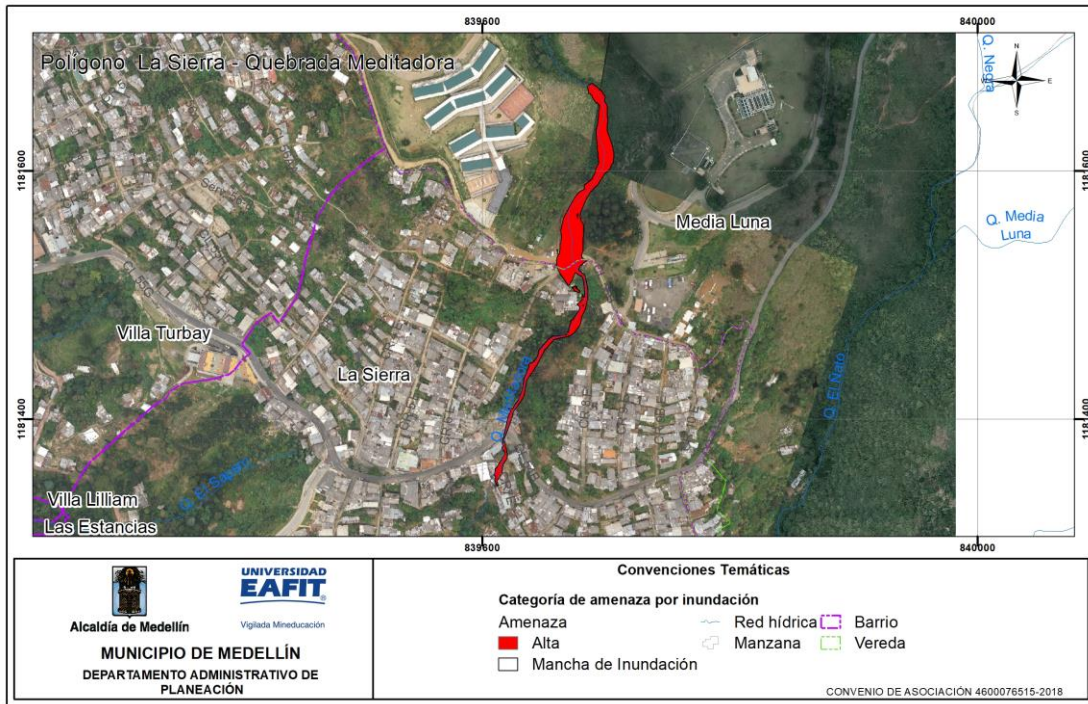 839600
840000
Polígono La Sierra - Quebrada Meditadora
Q. Negra
N
E
S
1181600
1181600
Media Luna
Q. Media
Luna
Villa Turbay
La Sierra
Q. El Ñato
1181400
1181400
Q. El Sapero
Villa Lilliam
Las Estancias
839600
840000
Alcaldía de Medellín
UNIVERSIDAD
EAFIT
Vigilada Mineducación
MUNICIPIO DE MEDELLÍN
DEPARTAMENTO ADMINISTRATIVO DE
PLANEACIÓN
Convenciones Temáticas
Categoría de amenaza por inundación
Amenaza
Alta
Mancha de Inundación
Red hídrica
Manzana
Barrio
Vereda
CONVENIO DE ASOCIACIÓN 4600076515-2018